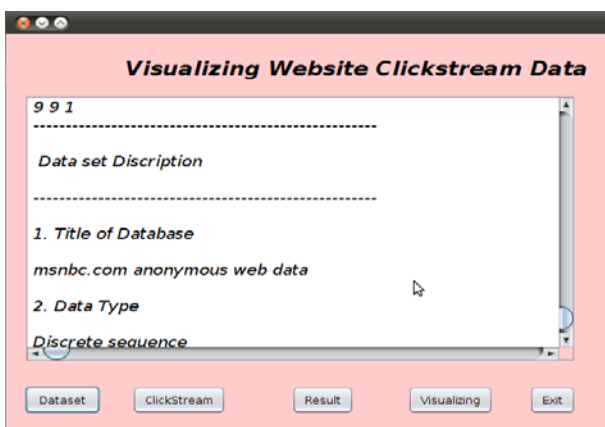 Visualizing Website Clickstream Data
9 9 1
-----------------------------------------------------
Data set Discription
-----------------------------------------------------
1. Title of Database
msnbc.com anonymous web data
2. Data Type
Discrete sequence
Dataset ClickStream Result Visualizing Exit